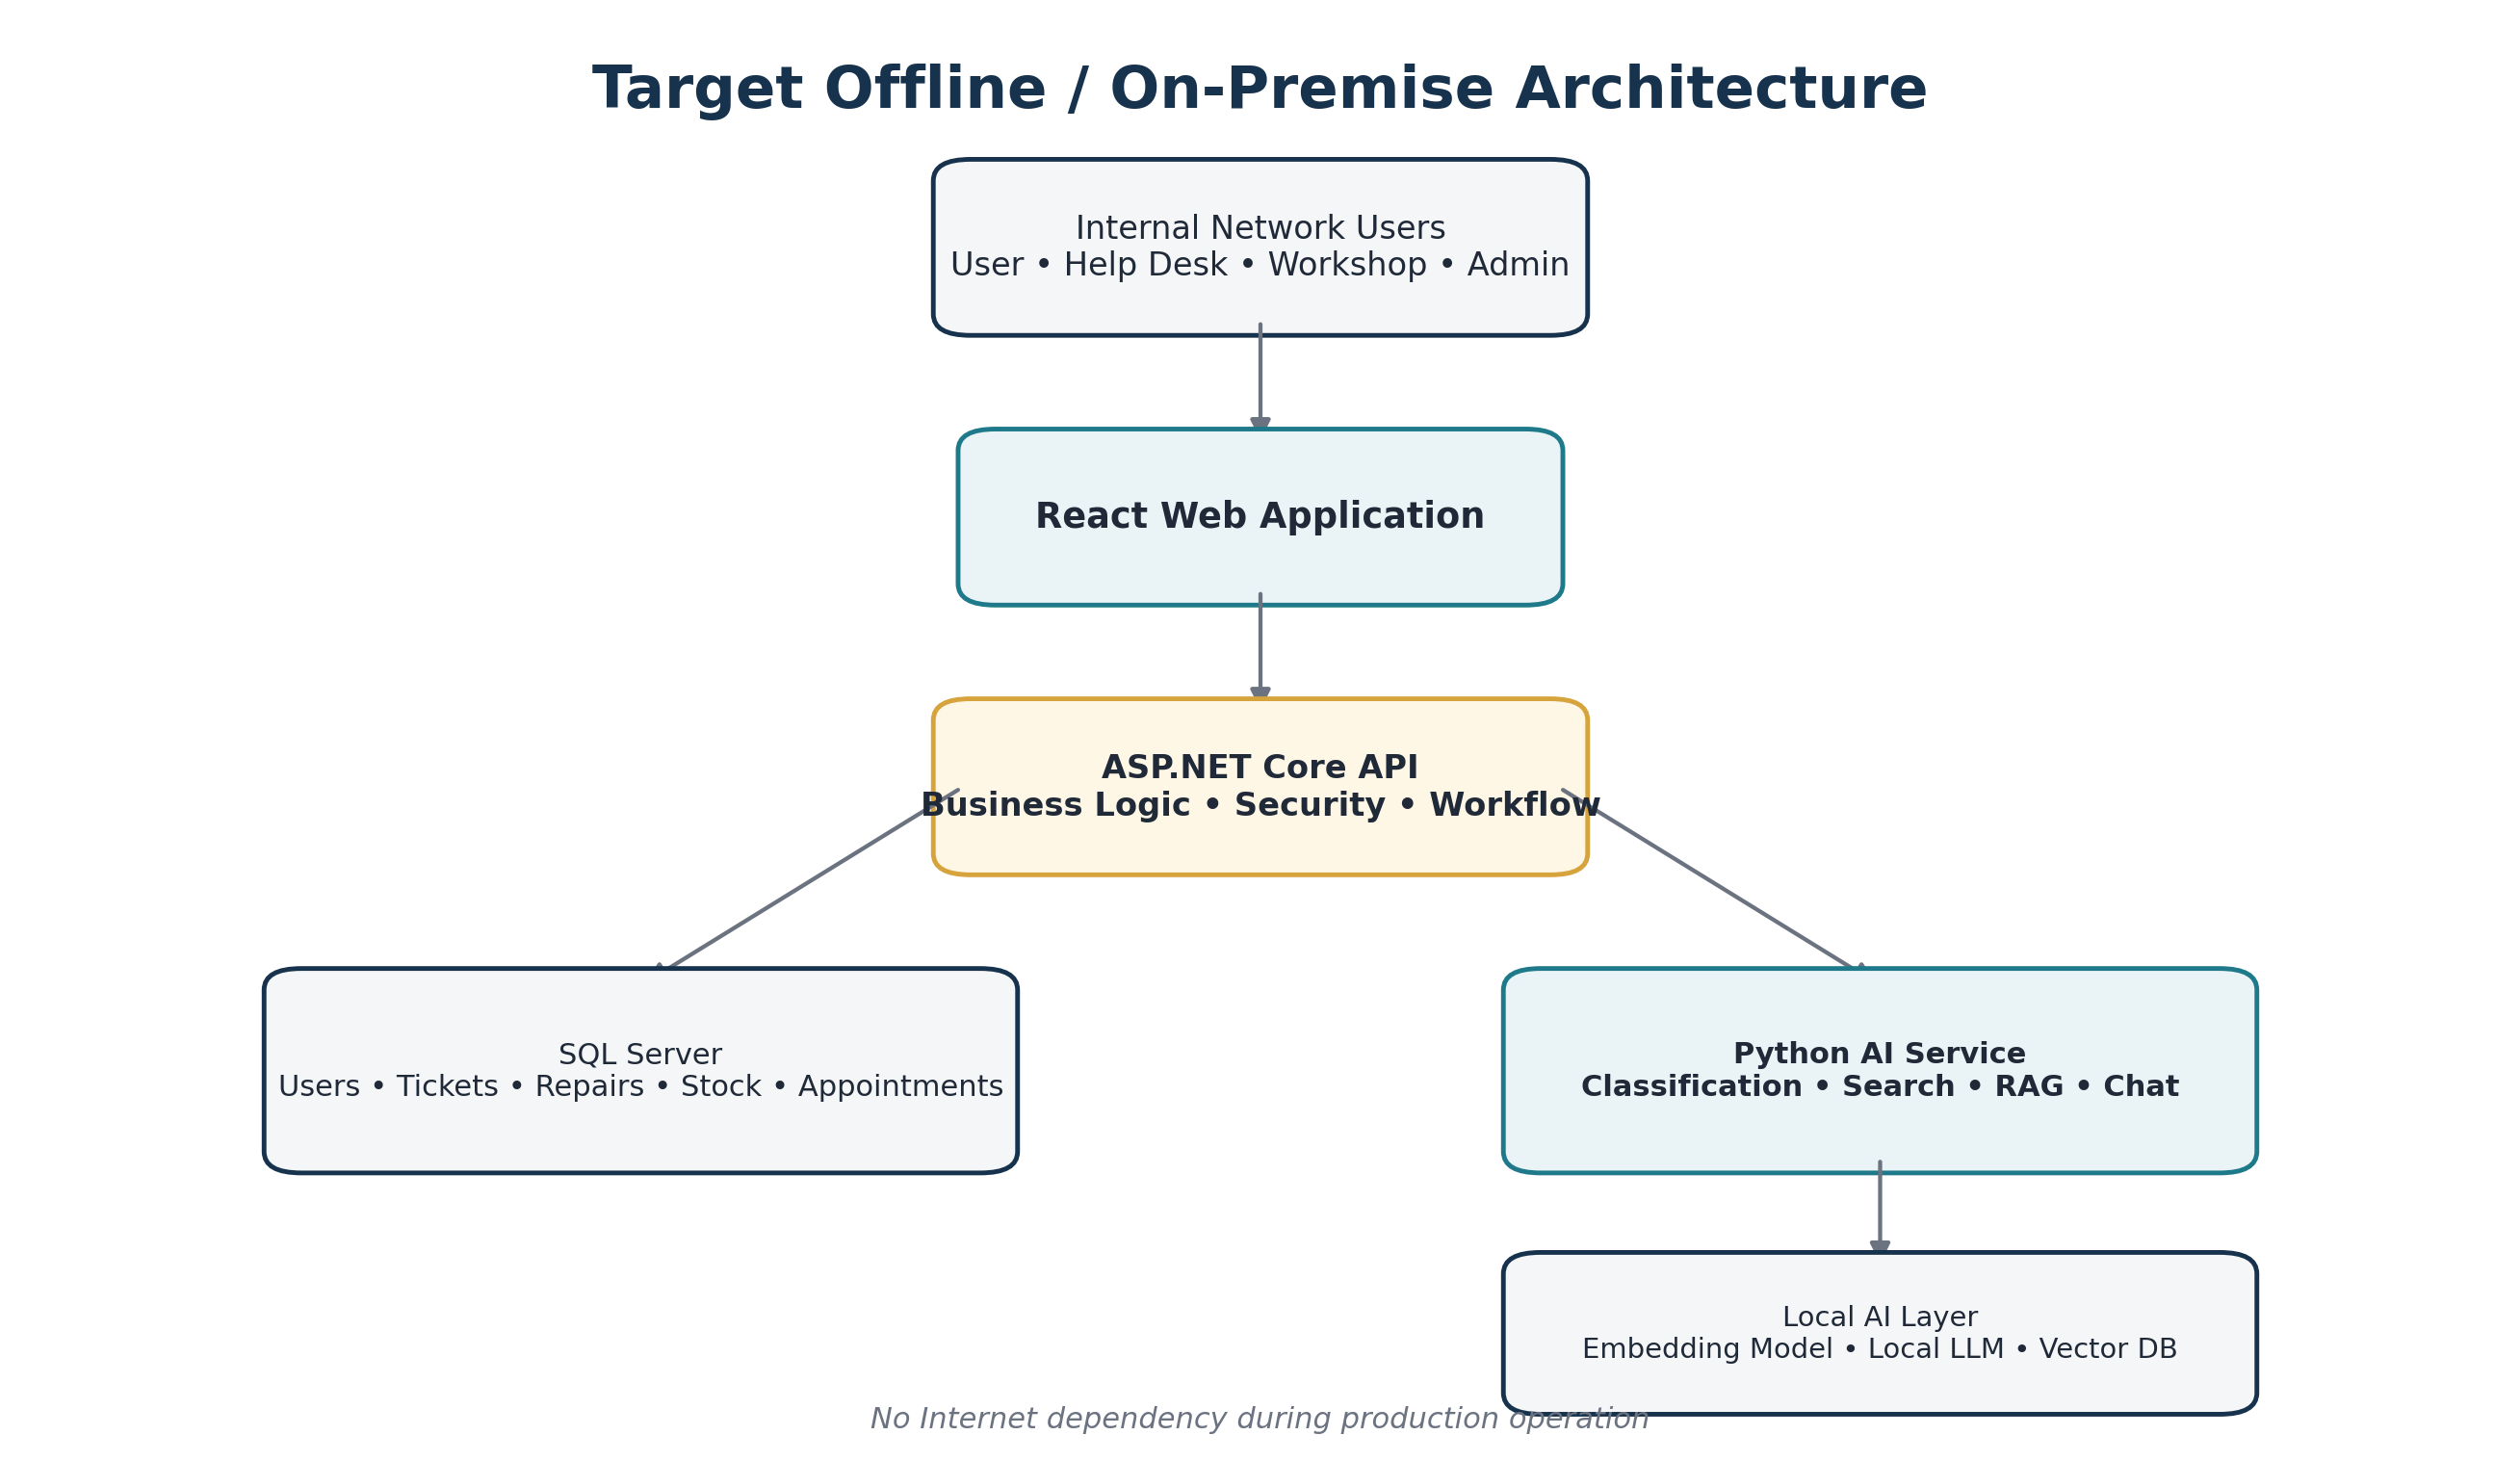 Target Offline / On-Premise Architecture
Internal Network Users
User • Help Desk • Workshop • Admin
React Web Application
ASP.NET Core API
Business Logic • Security • Workflow
SQL Server
Users • Tickets • Repairs • Stock • Appointments
Python AI Service
Classification • Search • RAG • Chat
Local AI Layer
Embedding Model • Local LLM • Vector DB
No Internet dependency during production operation